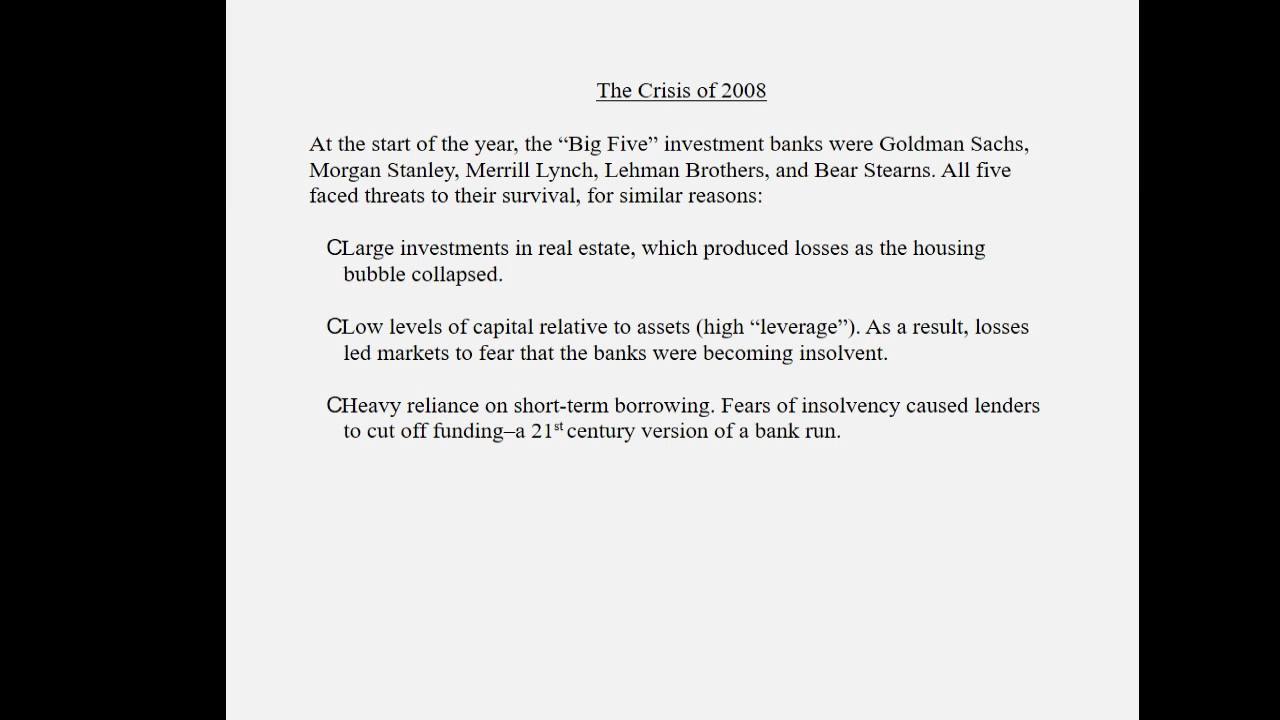 The Crisis of 2008
At the start of the year, the “Big Five” investment banks were Goldman Sachs,
Morgan Stanley, Merrill Lynch, Lehman Brothers, and Bear Stearns. All five
faced threats to their survival, for similar reasons:
CLarge investments in real estate, which produced losses as the housing
bubble collapsed.
CLow levels of capital relative to assets (high “leverage”). As a result, losses
led markets to fear that the banks were becoming insolvent.
CHeavy reliance on short-term borrowing. Fears of insolvency caused lenders
to cut off funding–a 21st century version of a bank run.